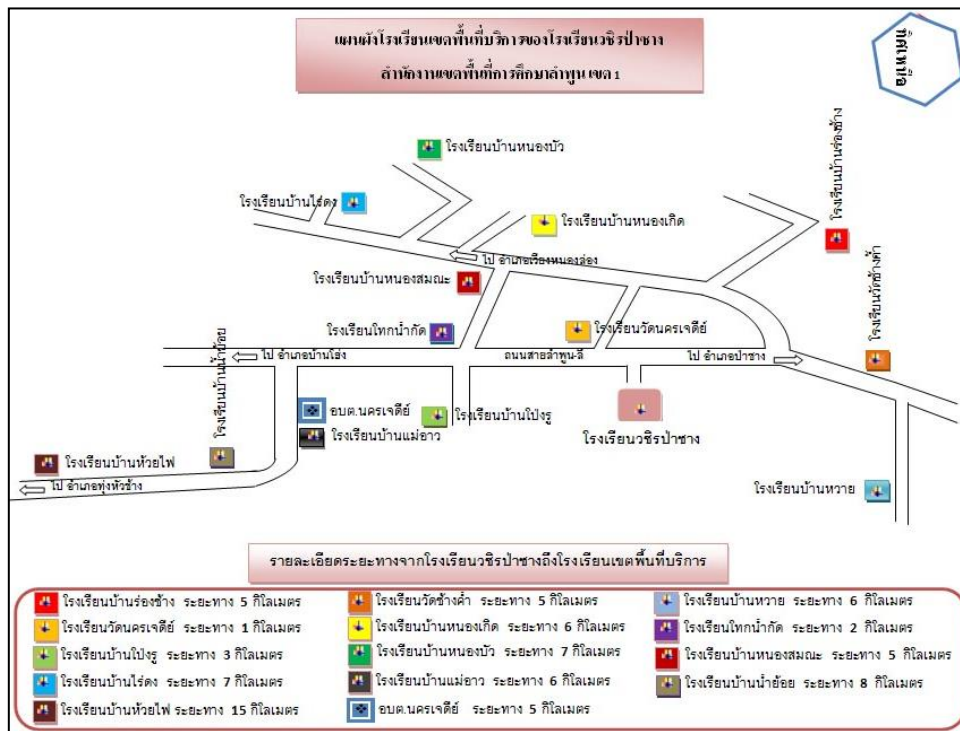 แผนผังโรงเรียนเขตพื้นที่บริการของโรงเรียนวชิรป่าซาง
สำนักงานเขตพื้นที่การศึกษาลำพูน เขต 1
ทิศเหนือ
โรงเรียนบ้านหนองบัว
โรงเรียนบ้านร่องช้าง
โรงเรียนบ้านไร่ดง
โรงเรียนบ้านหนองเกิด
ไป อำเภอเวียงหนองล่อง
โรงเรียนวัดช้างค้ำ
โรงเรียนบ้านหนองสมณะ
โรงเรียนโทกน้ำกัด
โรงเรียนวัดนครเจดีย์
โรงเรียนบ้านน้ำย้อย
ไป อำเภอบ้านโฮ่ง
ถนนสายลำพูน-ลี้
ไป อำเภอป่าซาง
อบต.นครเจดีย์
โรงเรียนบ้านโป่งรู
โรงเรียนบ้านแม่อาว
โรงเรียนวชิรป่าซาง
โรงเรียนบ้านห้วยไฟ
ไป อำเภอทุ่งหัวช้าง
โรงเรียนบ้านหวาย
รายละเอียดระยะทางจากโรงเรียนวชิรป่าซางถึงโรงเรียนเขตพื้นที่บริการ
โรงเรียนบ้านร่องช้าง ระยะทาง 5 กิโลเมตร
โรงเรียนวัดช้างค้ำ ระยะทาง 5 กิโลเมตร
โรงเรียนบ้านหวาย ระยะทาง 6 กิโลเมตร
โรงเรียนวัดนครเจดีย์ ระยะทาง 1 กิโลเมตร
โรงเรียนบ้านหนองเกิด ระยะทาง 6 กิโลเมตร
โรงเรียนโทกน้ำกัด ระยะทาง 2 กิโลเมตร
โรงเรียนบ้านโป่งรู ระยะทาง 3 กิโลเมตร
โรงเรียนบ้านหนองบัว ระยะทาง 7 กิโลเมตร
โรงเรียนบ้านหนองสมณะ ระยะทาง 5 กิโลเมตร
โรงเรียนบ้านไร่ดง ระยะทาง 7 กิโลเมตร
โรงเรียนบ้านแม่อาว ระยะทาง 6 กิโลเมตร
โรงเรียนบ้านน้ำย้อย ระยะทาง 8 กิโลเมตร
โรงเรียนบ้านห้วยไฟ ระยะทาง 15 กิโลเมตร
อบต.นครเจดีย์ ระยะทาง 5 กิโลเมตร